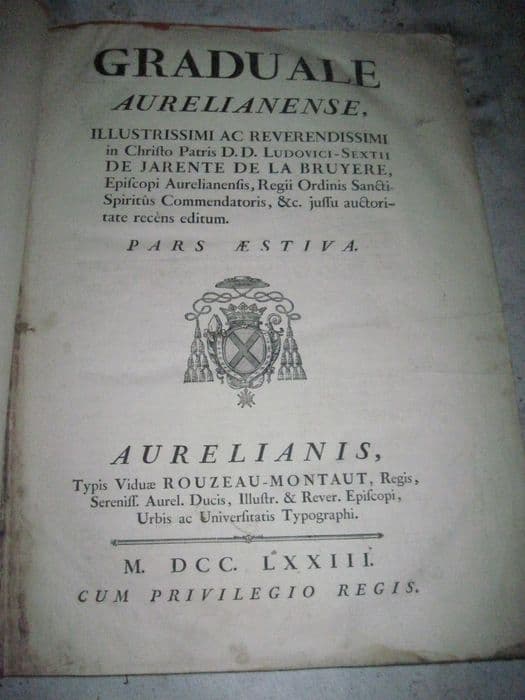 GRADUALE
AURELIANENSE,
ILLUSTRISSIMI AC REVERENDISSIMI
in Chriſto Patris D.D. LUDOVICI-SEXTII
DE JARENTE DE LA BRUYERE,
Epiſcopi Aurelianenſis, Regii Ordinis Sancti-
Spiritûs Commendatoris, &c. juſſu auctori-
tate recèns editum.
PARS ÆSTIVA.
AURELIANIS,
Typis Viduæ ROUZEAU-MONTAUT, Regis,
Sereniſſ. Aurel. Ducis, Illuſtr. & Rever. Epiſcopi,
Urbis ac Univerſitatis Typographi.
M. DCC. LXXIII.
CUM PRIVILEGIO REGIS.